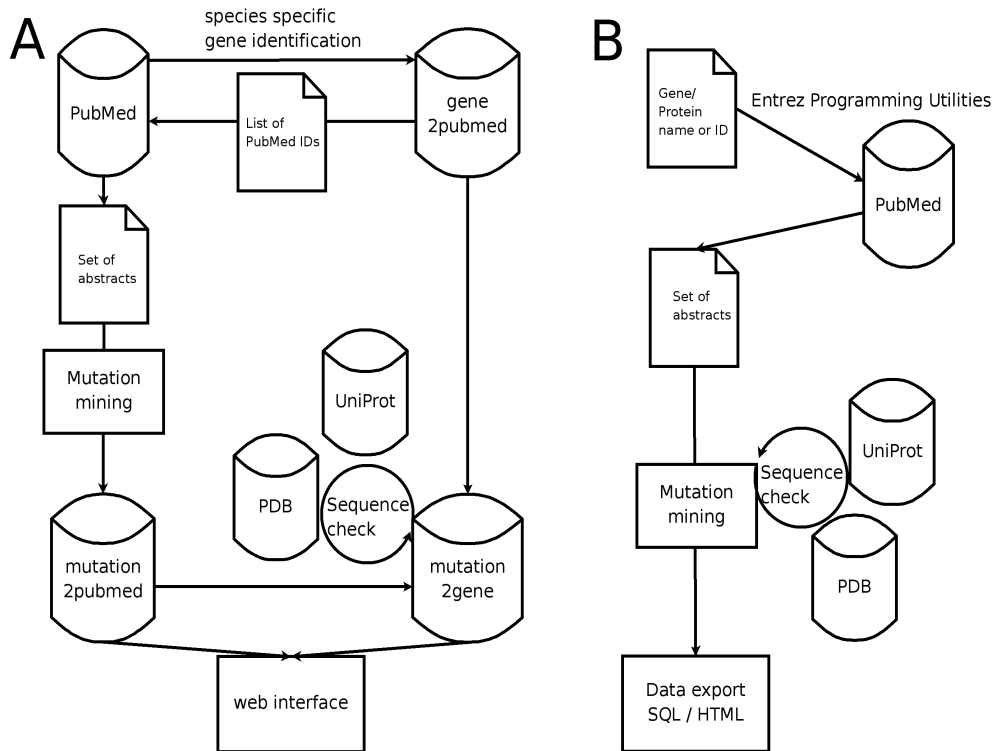 A
species specific
gene identification
PubMed
gene
2pubmed
List of
PubMed IDs
Set of
abstracts
Mutation
mining
UniProt
PDB
Sequence
check
mutation
2pubmed
mutation
2gene
web interface
B
Gene/
Protein
name or ID
Entrez Programming Utilities
PubMed
Set of
abstracts
UniProt
Sequence
check
Mutation
mining
PDB
Data export
SQL / HTML